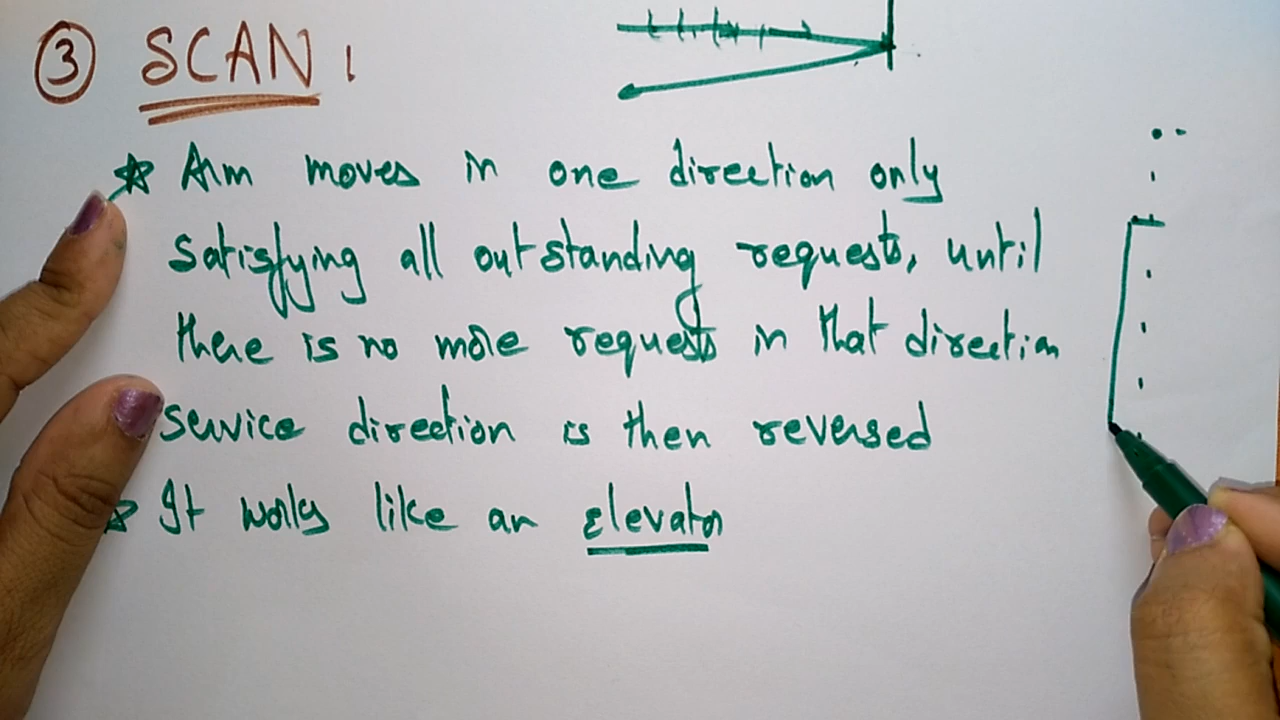 ③ SCAN :
☆ Arm moves in one direction only
satisfying all outstanding requests, until
there is no more requests in that direction
service direction is then reversed
☆ It works like an elevator